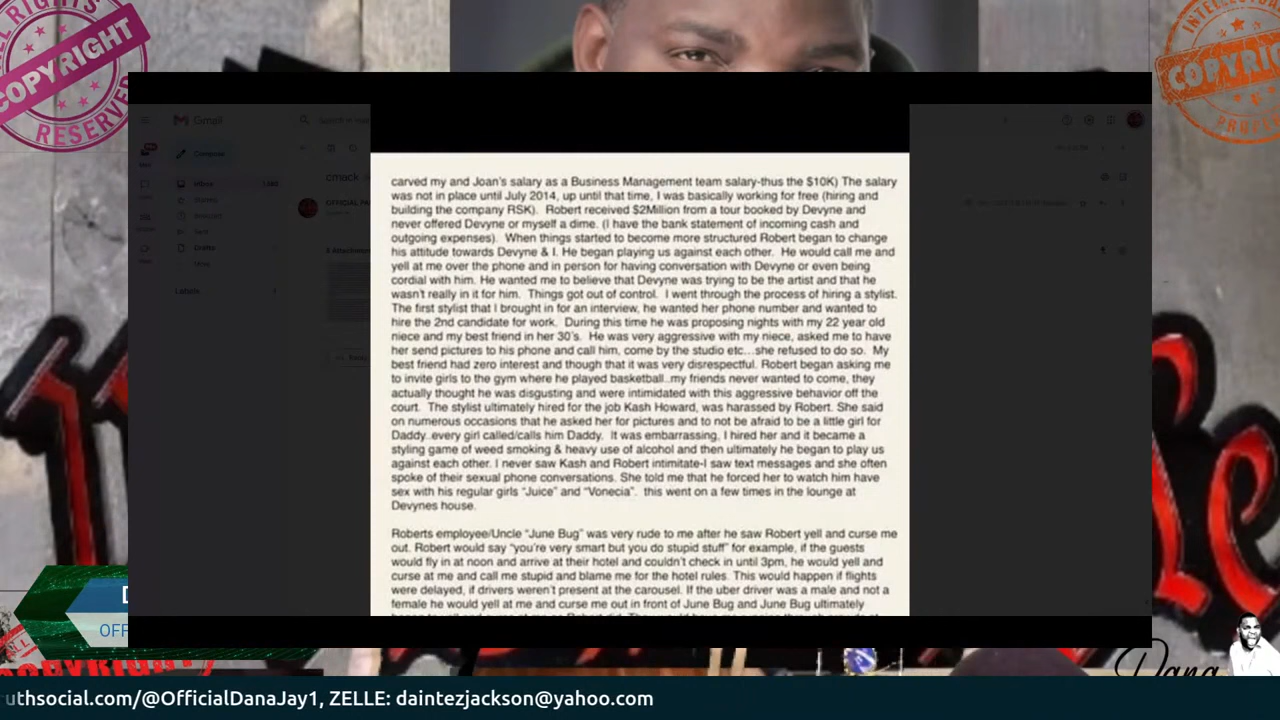 COPYRIGHT
RESERVED
COPYRIG
Gmail
Compose
Inbox
Drafts
Labels
cmack
OFFICIAL
carved my and Joan's salary as a Business Management team salary-thus the $10K) The salary
was not in place until July 2014, up until that time, I was basically working for free (hiring and
building the company RSK).  Robert received $2Million from a tour booked by Devyne and
never offered Devyne or myself a dime. (I have the bank statement of incoming cash and
outgoing expenses).  When things started to become more structured Robert began to change
his attitude towards Devyne & I. He began playing us against each other.  He would call me and
yell at me over the phone and in person for having conversation with Devyne or even being
cordial with him. He wanted me to believe that Devyne was trying to be the artist and that he
wasn't really in it for him.  Things got out of control.  I went through the process of hiring a stylist.
The first stylist that I brought in for an interview, he wanted her phone number and wanted to
hire the 2nd candidate for work.  During this time he was proposing nights with my 22 year old
niece and my best friend in her 30's.  He was very aggressive with my niece, asked me to have
her send pictures to his phone and call him, come by the studio etc...she refused to do so.  My
best friend had zero interest and though that it was very disrespectful. Robert began asking me
to invite girls to the gym where he played basketball..my friends never wanted to come, they
actually thought he was disgusting and were intimidated with this aggressive behavior off the
court.  The stylist ultimately hired for the job Kash Howard, was harassed by Robert. She said
on numerous occasions that he asked her for pictures and to not be afraid to be a little girl for
Daddy..every girl called/calls him Daddy.  It was embarrassing, I hired her and it became a
styling game of weed smoking & heavy use of alcohol and then ultimately he began to play us
against each other. I never saw Kash and Robert intimitate-I saw text messages and she often
spoke of their sexual phone conversations. She told me that he forced her to watch him have
sex with his regular girls "Juice" and "Vonecia".  this went on a few times in the lounge at
Devynes house.
Roberts employee/Uncle "June Bug" was very rude to me after he saw Robert yell and curse me
out. Robert would say "you're very smart but you do stupid stuff" for example, if the guests
would fly in at noon and arrive at their hotel and couldn't check in until 3pm, he would yell and
curse at me and call me stupid and blame me for the hotel rules. This would happen if flights
were delayed, if drivers weren't present at the carousel. If the uber driver was a male and not a
female he would yell at me and curse me out in front of June Bug and June Bug ultimately
D
OFF
COPYRIGHT
Dana
uthsocial.com/@OfficialDanaJay1, ZELLE: daintezjackson@yahoo.com